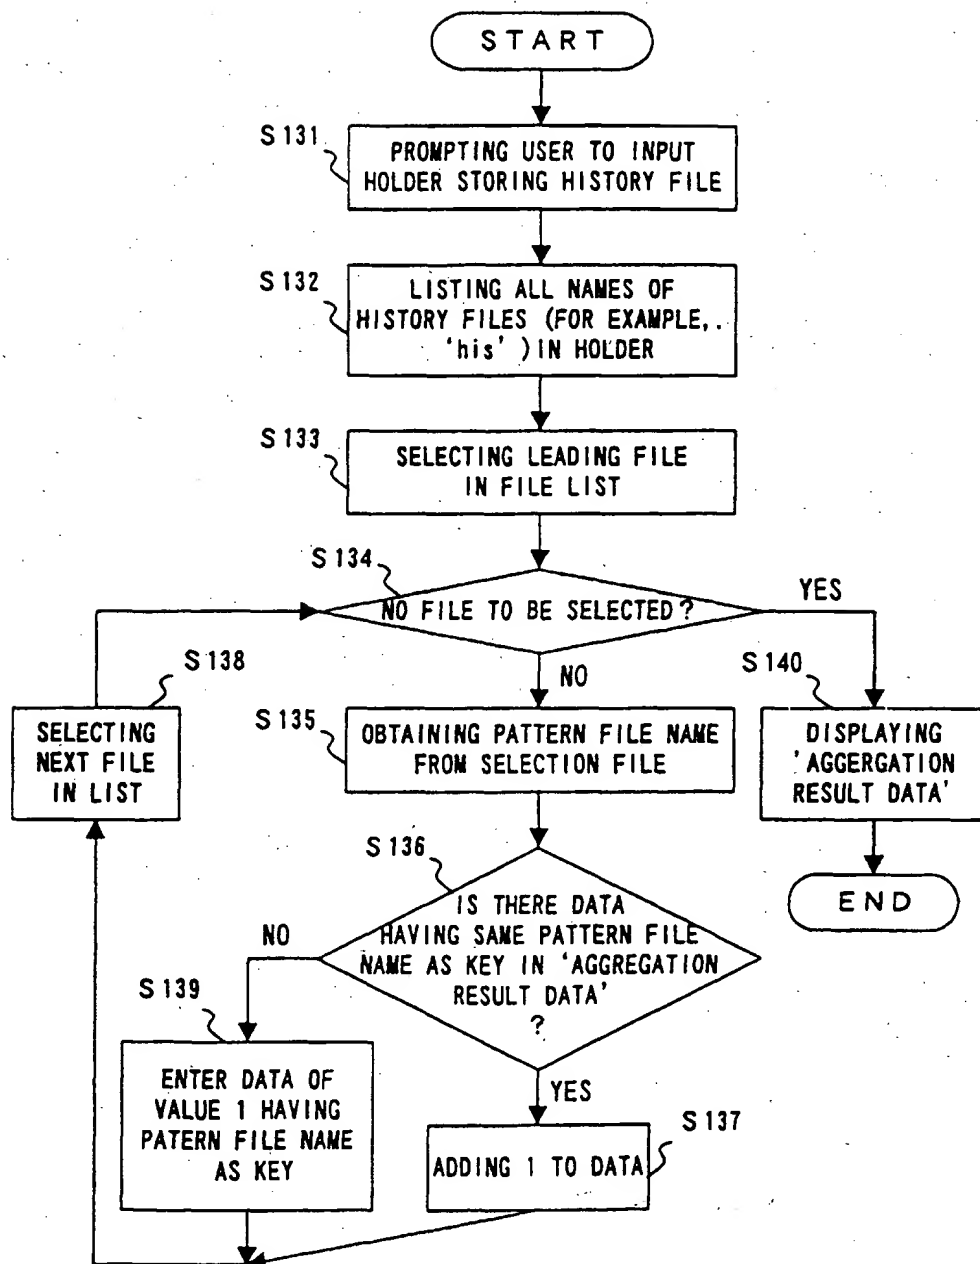 START
S131
PROMPTING USER TO INPUT
HOLDER STORING HISTORY FILE
S132
LISTING ALL NAMES OF
HISTORY FILES (FOR EXAMPLE, .
'his' ) IN HOLDER
S133
SELECTING LEADING FILE
IN FILE LIST
S134
NO FILE TO BE SELECTED?
YES
NO
S138
SELECTING
NEXT FILE
IN LIST
S135
OBTAINING PATTERN FILE NAME
FROM SELECTION FILE
S140
DISPLAYING
'AGGERGATION
RESULT DATA'
END
S136
IS THERE DATA
HAVING SAME PATTERN FILE
NAME AS KEY IN 'AGGREGATION
RESULT DATA'
?
NO
YES
S139
ENTER DATA OF
VALUE 1 HAVING
PATERN FILE NAME
AS KEY
S137
ADDING 1 TO DATA